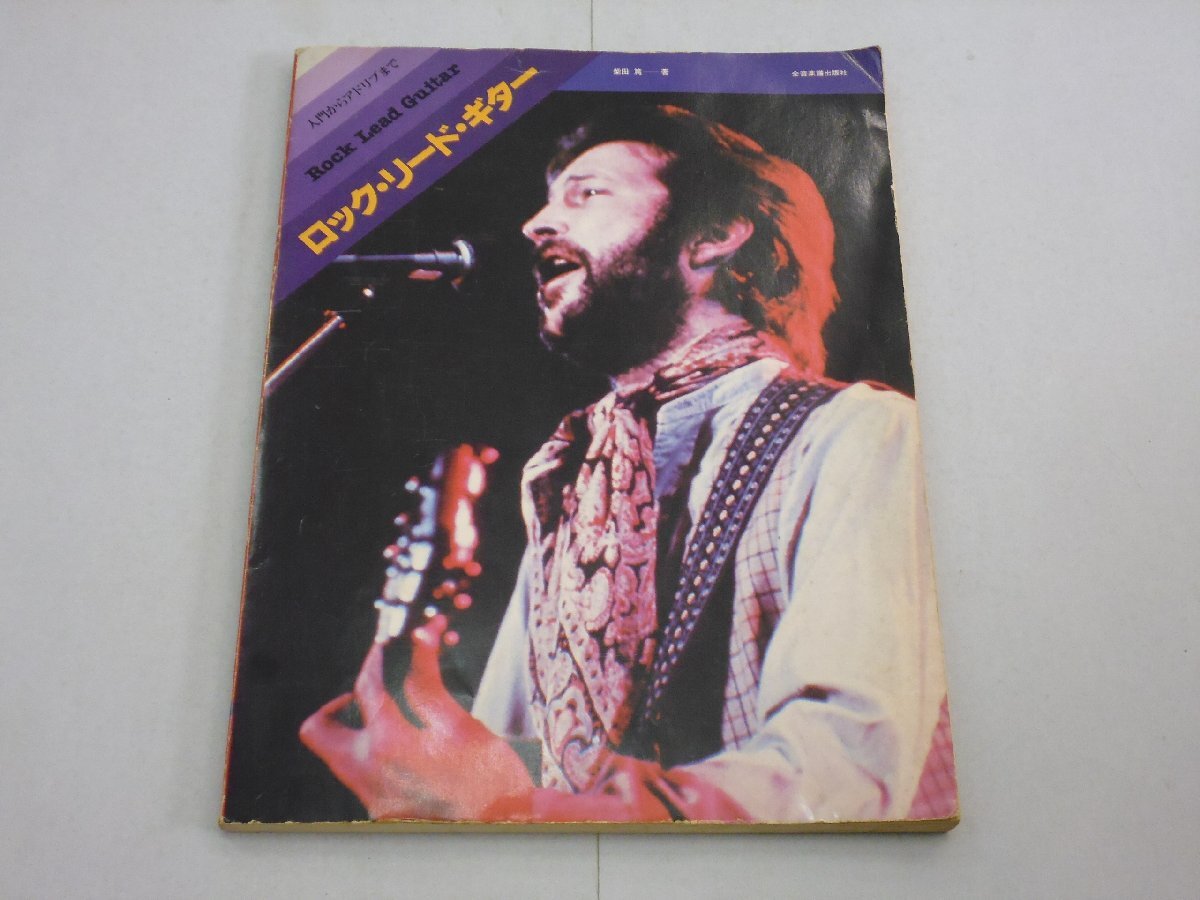 入門からアドリブまで
Rock Lead Guitar
ロック・リード・ギター
柴田 篤——著
全音楽譜出版社